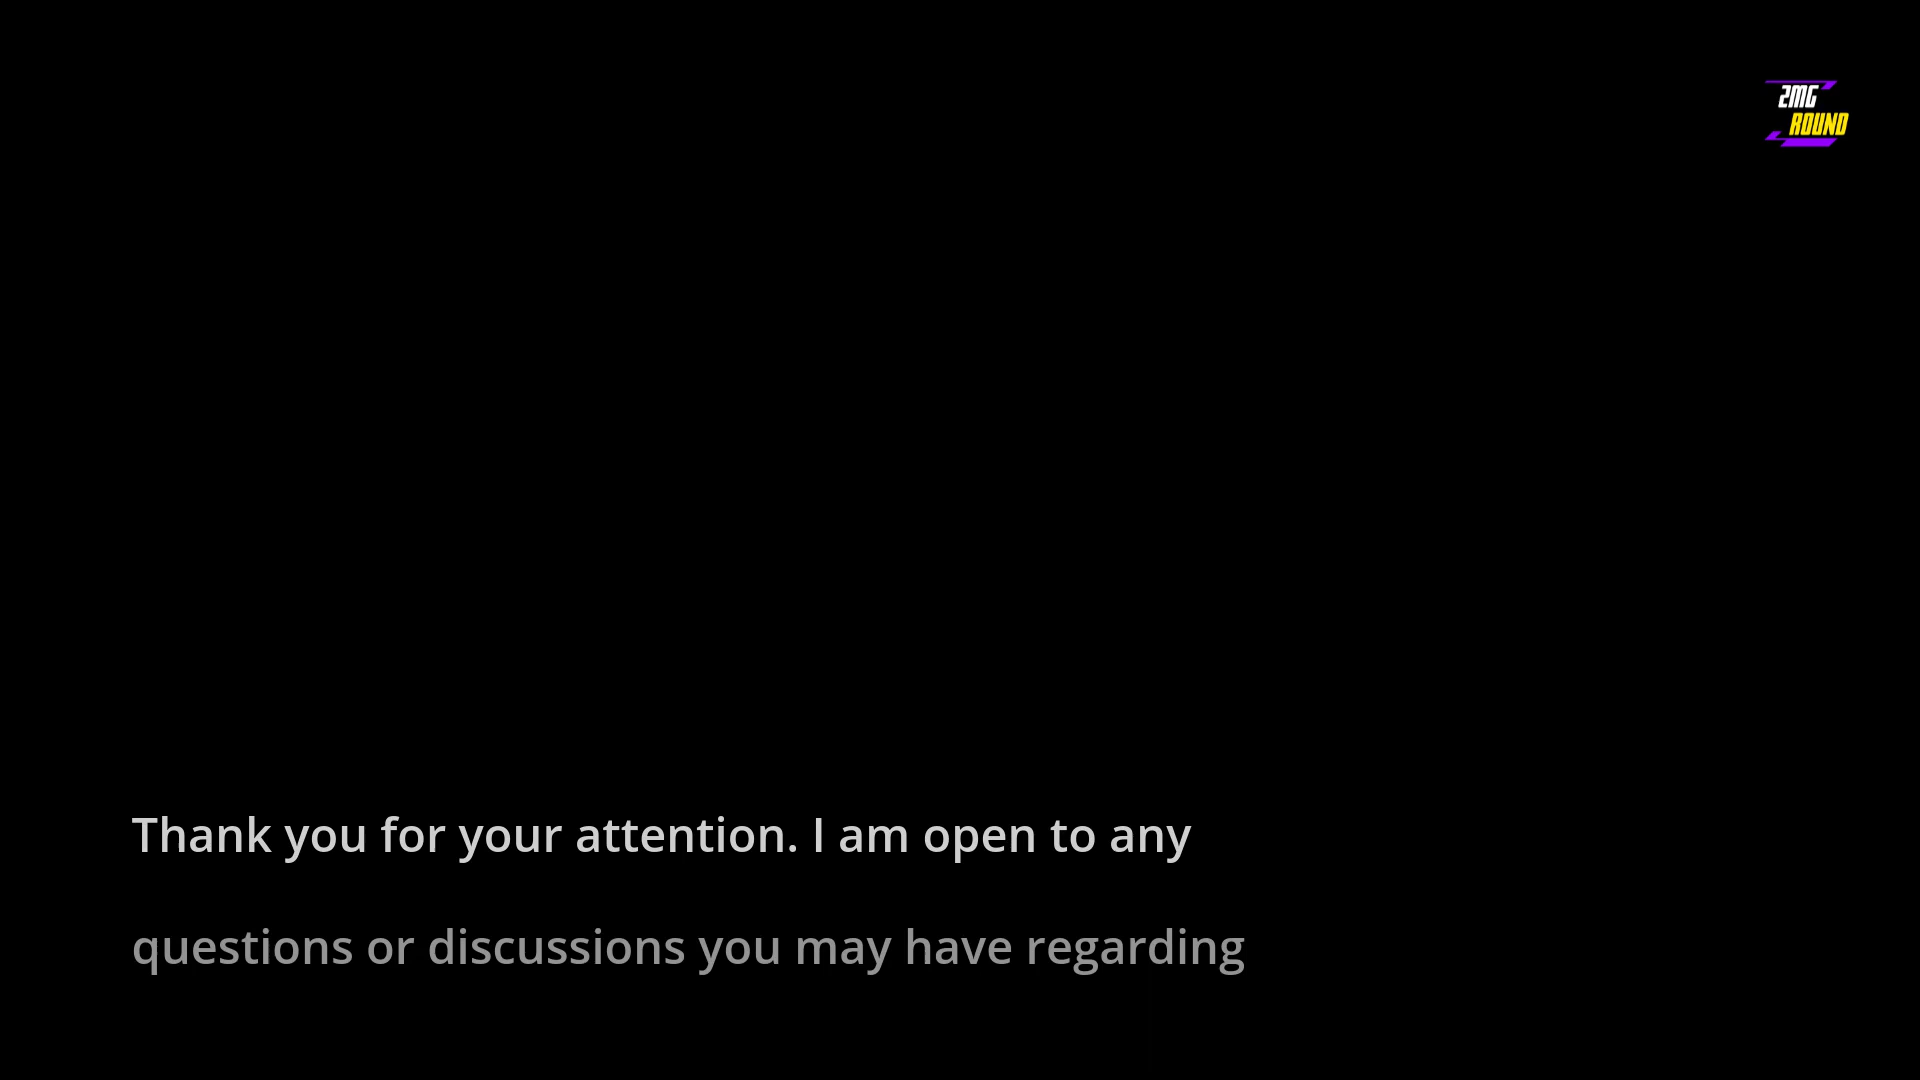 2MG
ROUND
Thank you for your attention. I am open to any
questions or discussions you may have regarding